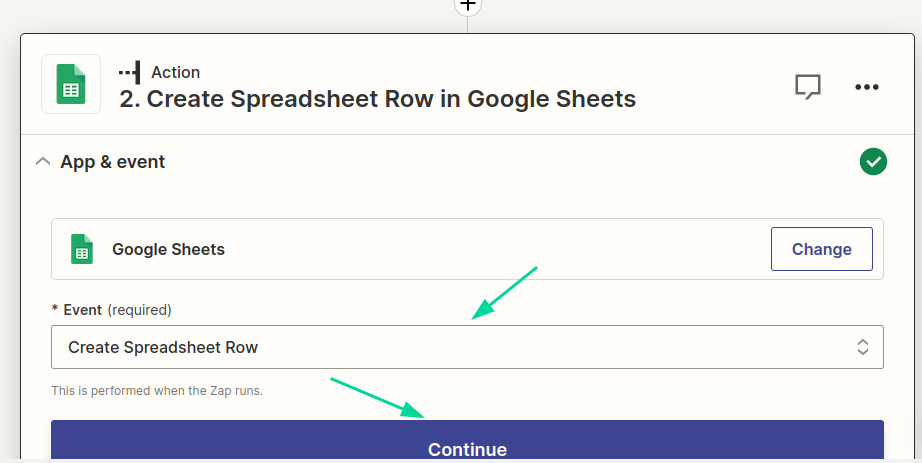 Action
2. Create Spreadsheet Row in Google Sheets
App & event
Google Sheets
Change
* Event (required)
Create Spreadsheet Row
This is performed when the Zap runs.
Continue